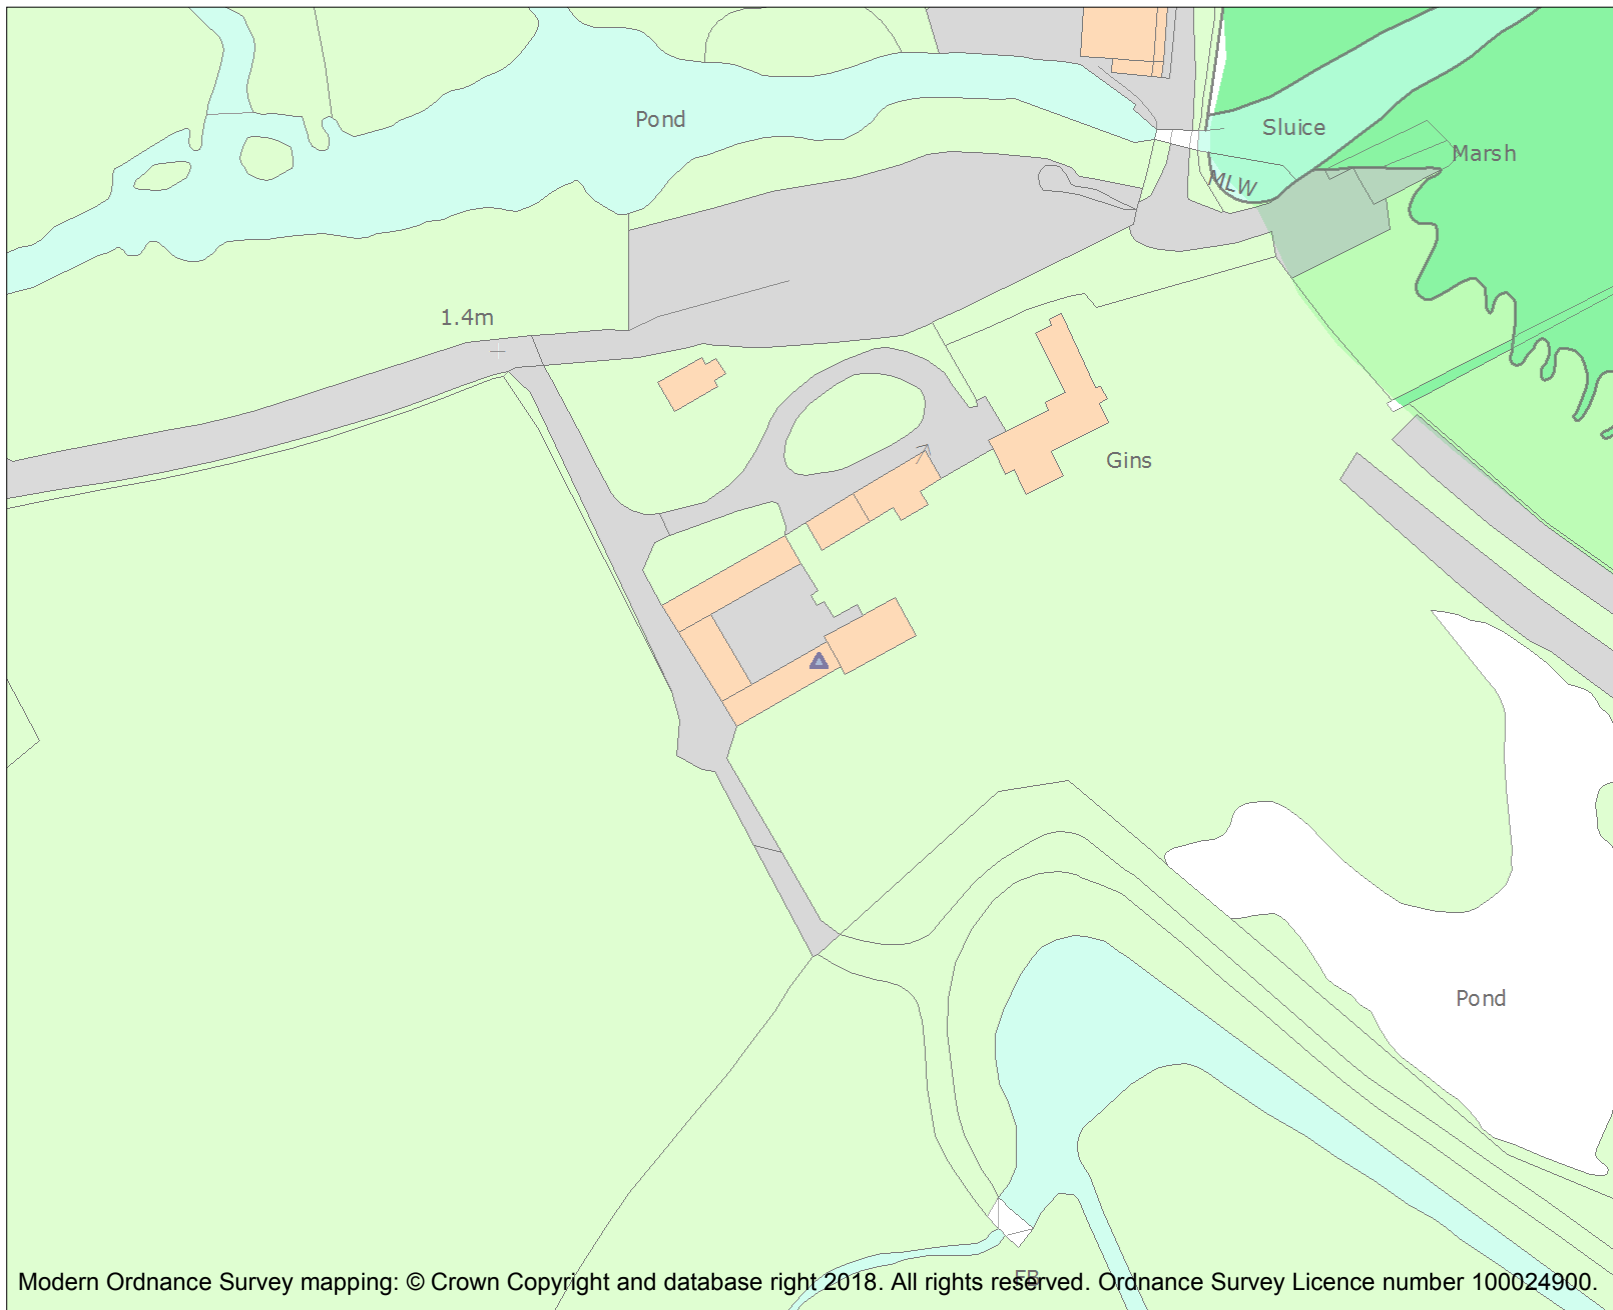 Pond
Sluice
Marsh
MLW
1.4m
Gins
Pond
FB
Modern Ordnance Survey mapping: © Crown Copyright and database right 2018. All rights reserved. Ordnance Survey Licence number 100024900.